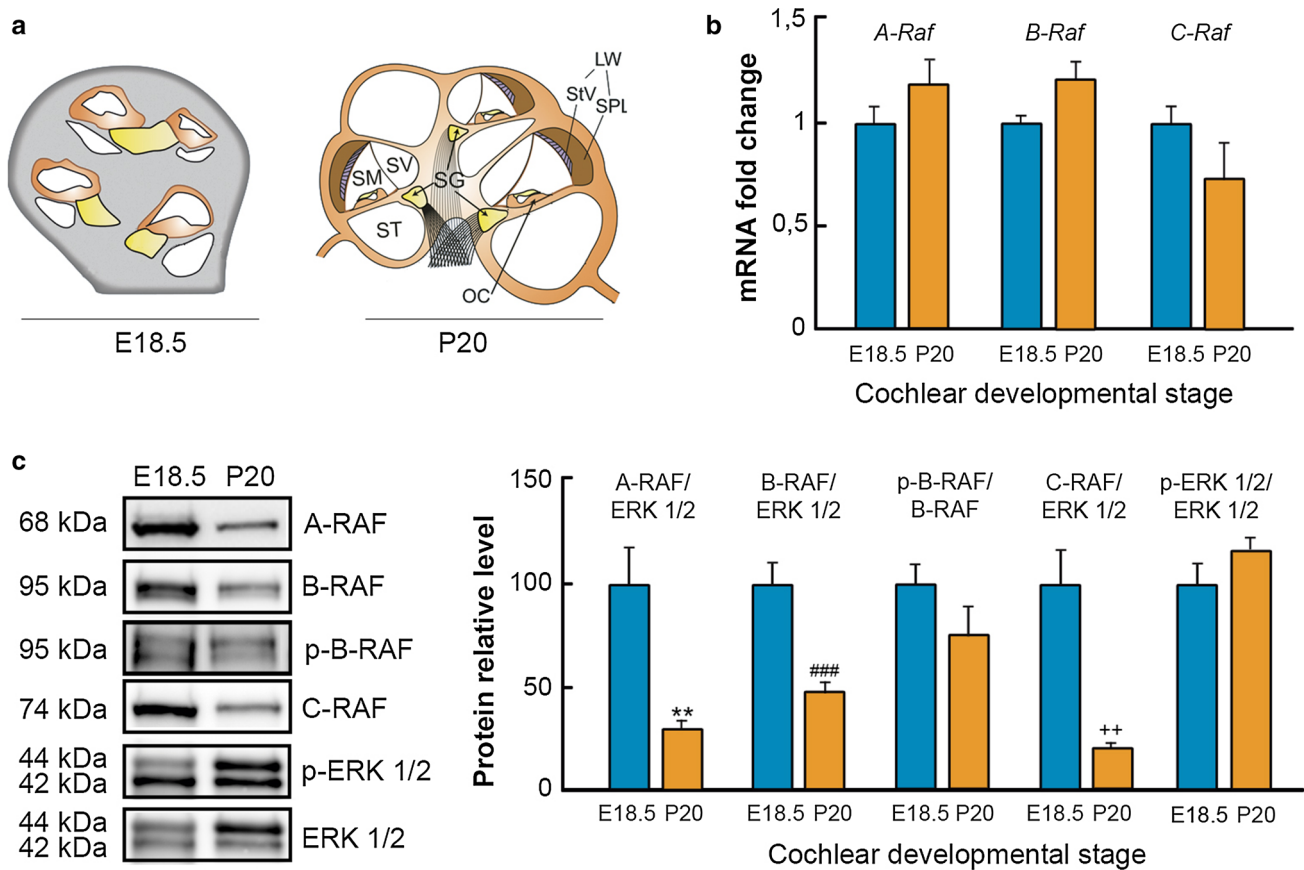 a
LW
StV
SPL
SM
SV
SG
ST
OC
E18.5
P20
b
1,5
1
0,5
0
mRNA fold change
A-Raf
B-Raf
C-Raf
E18.5 P20
E18.5 P20
E18.5 P20
Cochlear developmental stage
c
E18.5 P20
68 kDa
A-RAF
95 kDa
B-RAF
95 kDa
p-B-RAF
74 kDa
C-RAF
44 kDa
42 kDa
p-ERK 1/2
44 kDa
42 kDa
ERK 1/2
150
100
50
0
Protein relative level
A-RAF/
ERK 1/2
B-RAF/
ERK 1/2
p-B-RAF/
B-RAF
C-RAF/
ERK 1/2
p-ERK 1/2/
ERK 1/2
**
###
++
E18.5 P20
E18.5 P20
E18.5 P20
E18.5 P20
E18.5 P20
Cochlear developmental stage